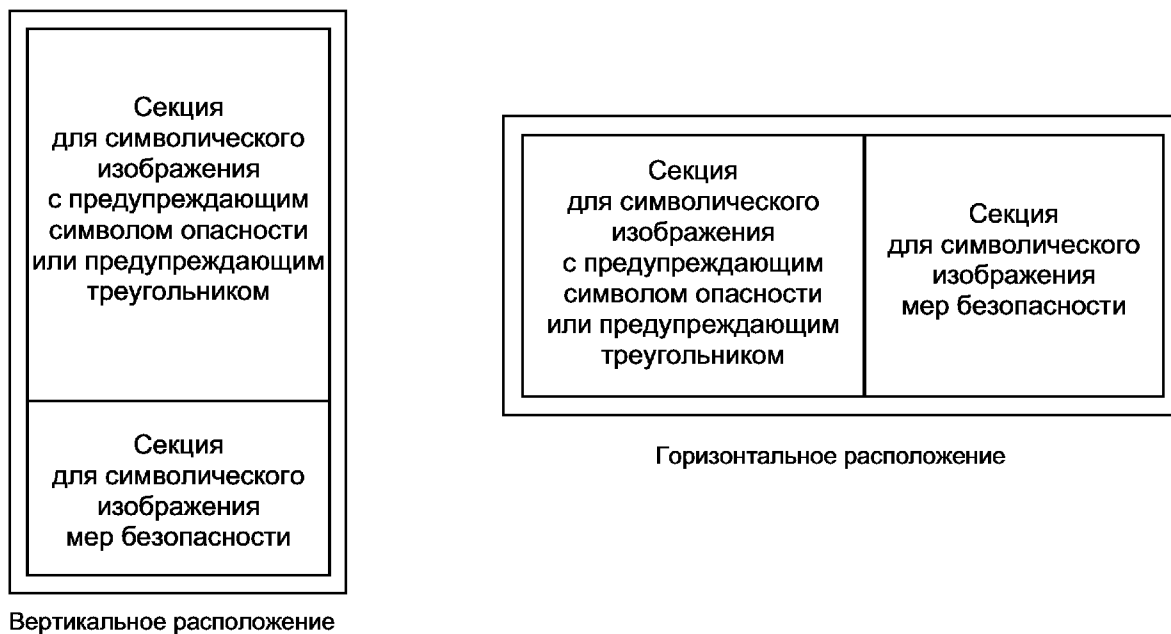 Секция
для символического
изображения
с предупреждающим
символом опасности
или предупреждающим
треугольником
Секция
для символического
изображения
мер безопасности
Вертикальное расположение
Секция
для символического
изображения
с предупреждающим
символом опасности
или предупреждающим
треугольником
Секция
для символического
изображения
мер безопасности
Горизонтальное расположение